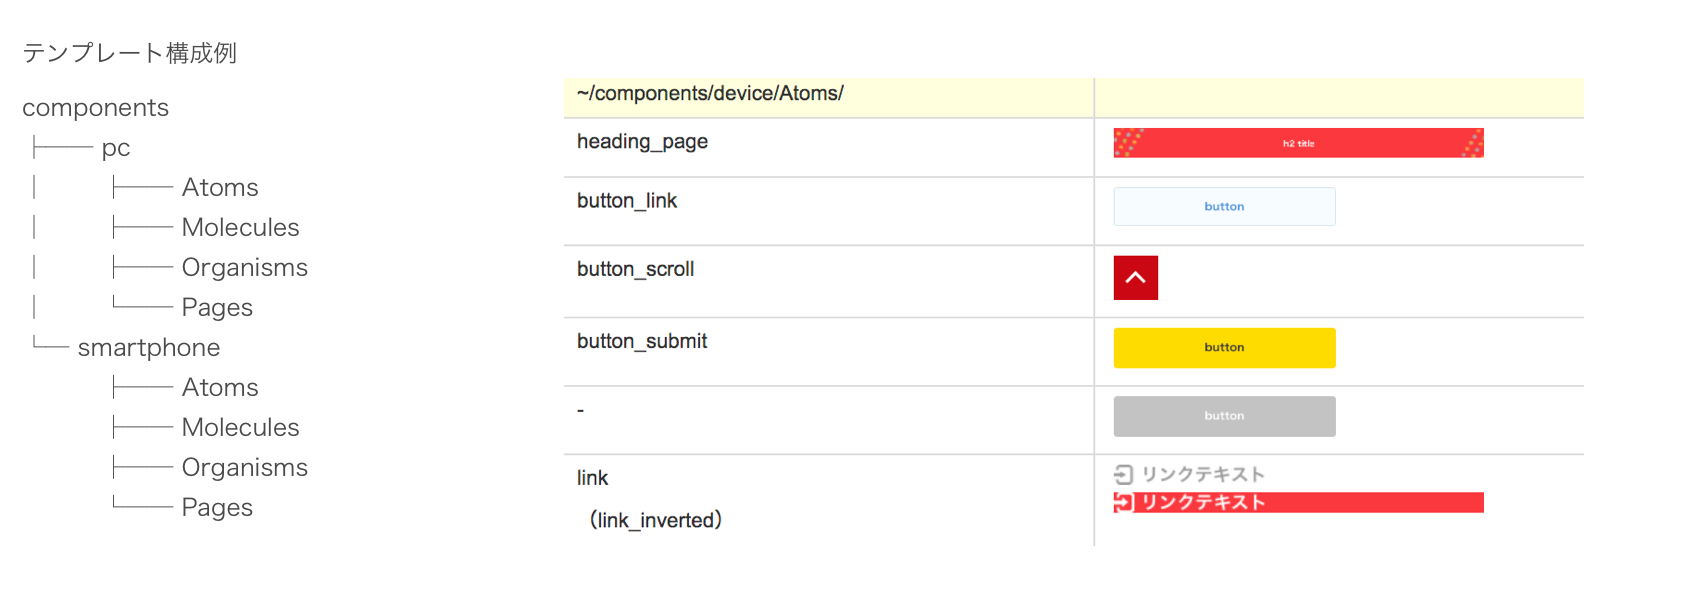 テンプレート構成例
components
├── pc
│ ├── Atoms
│ ├── Molecules
│ ├── Organisms
│ └── Pages
└── smartphone
├── Atoms
├── Molecules
├── Organisms
└── Pages
~/components/device/Atoms/
heading_page
h2 title
button_link
button
button_scroll
button_submit
button
-
button
link
リンクテキスト
(link_inverted)
リンクテキスト